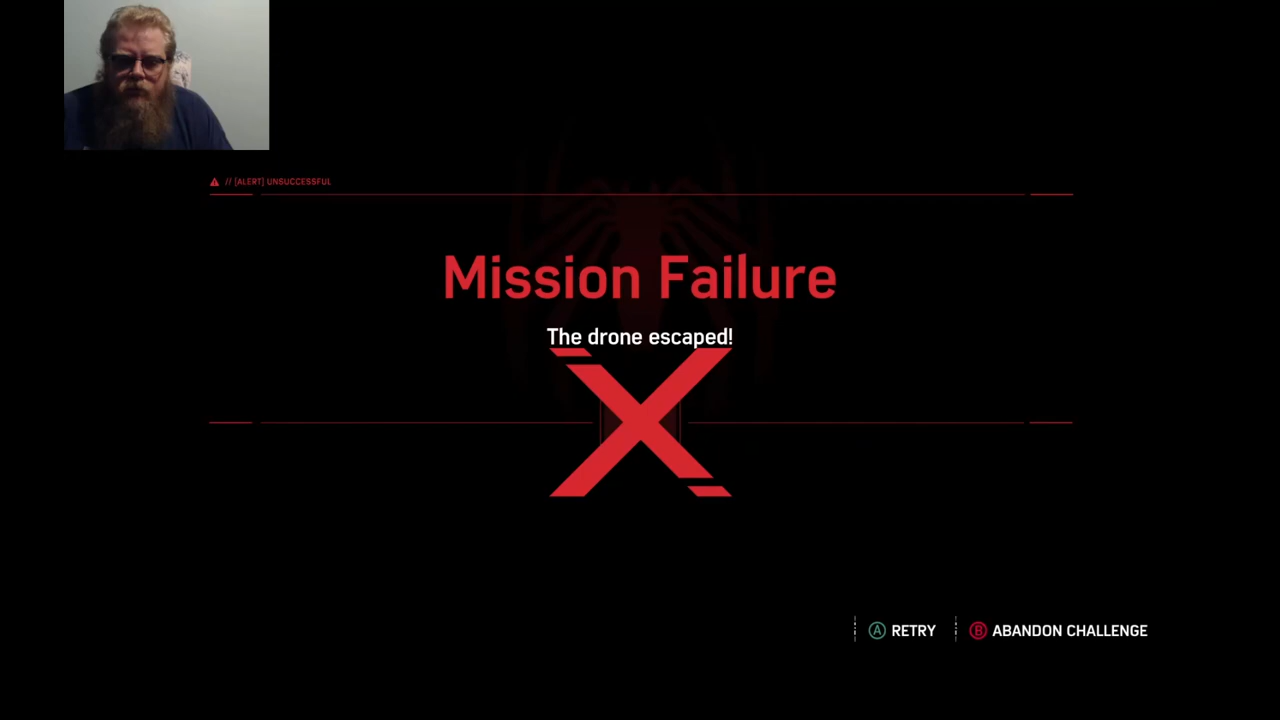 // [ALERT] UNSUCCESSFUL
Mission Failure
The drone escaped!
A RETRY
B ABANDON CHALLENGE